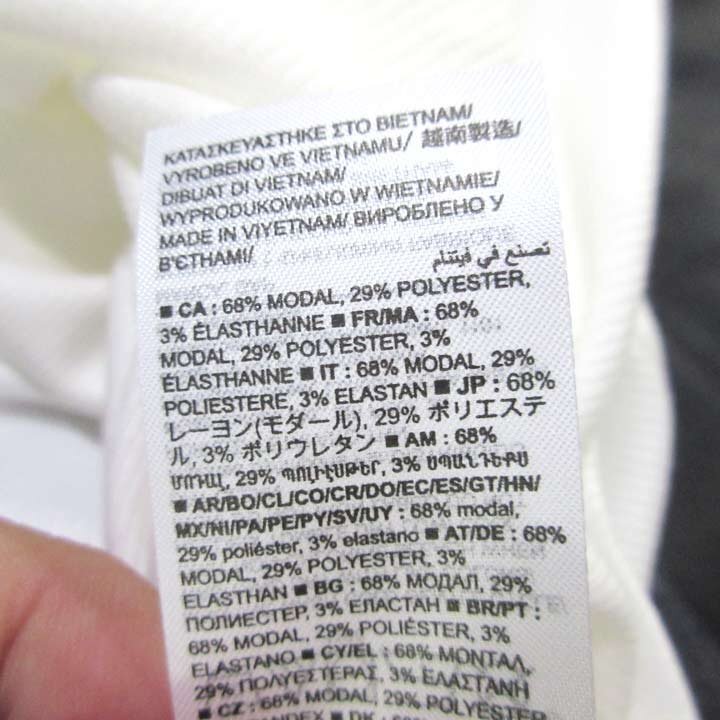 ΚΑΤΑΣΚΕΥΑΣΤΗΚΕ ΣΤΟ ΒΙΕΤΝΑΜ/
VYROBENO VE VIETNAMU/ 越南製造/
DIBUAT DI VIETNAM/
WYPRODUKOWANO W WIETNAMIE/
MADE IN VIYETNAM/ ВИРОБЛЕНО У
В'ЄТНАМІ/
تصنع في فيتنام
■ CA : 68% MODAL, 29% POLYESTER,
3% ÉLASTHANNE ■ FR/MA : 68%
MODAL, 29% POLYESTER, 3%
ÉLASTHANNE ■ IT : 68% MODAL, 29%
POLIESTERE, 3% ELASTAN ■ JP : 68%
レーヨン(モダール), 29% ポリエステ
ル, 3% ポリウレタン ■ AM : 68%
ՄՈԴԱԼ, 29% ՊՈԼԻԷՍԹԵՐ, 3% ՍՊԱՆԴԵՔՍ
■ AR/BO/CL/CO/CR/DO/EC/ES/GT/HN/
MX/NI/PA/PE/PY/SV/UY : 68% modal,
29% poliéster, 3% elastano ■ AT/DE : 68%
MODAL, 29% POLYESTER, 3%
ELASTHAN ■ BG : 68% МОДАЛ, 29%
ПОЛИЕСТЕР, 3% ЕЛАСТАН ■ BR/PT :
68% MODAL, 29% POLIÉSTER, 3%
ELASTANO ■ CY/EL : 68% ΜΟΝΤΑΛ,
29% ΠΟΛΥΕΣΤΕΡΑΣ, 3% ΕΛΑΣΤΑΝΗ
■ CZ : 68% MODAL, 29% POLYESTER,